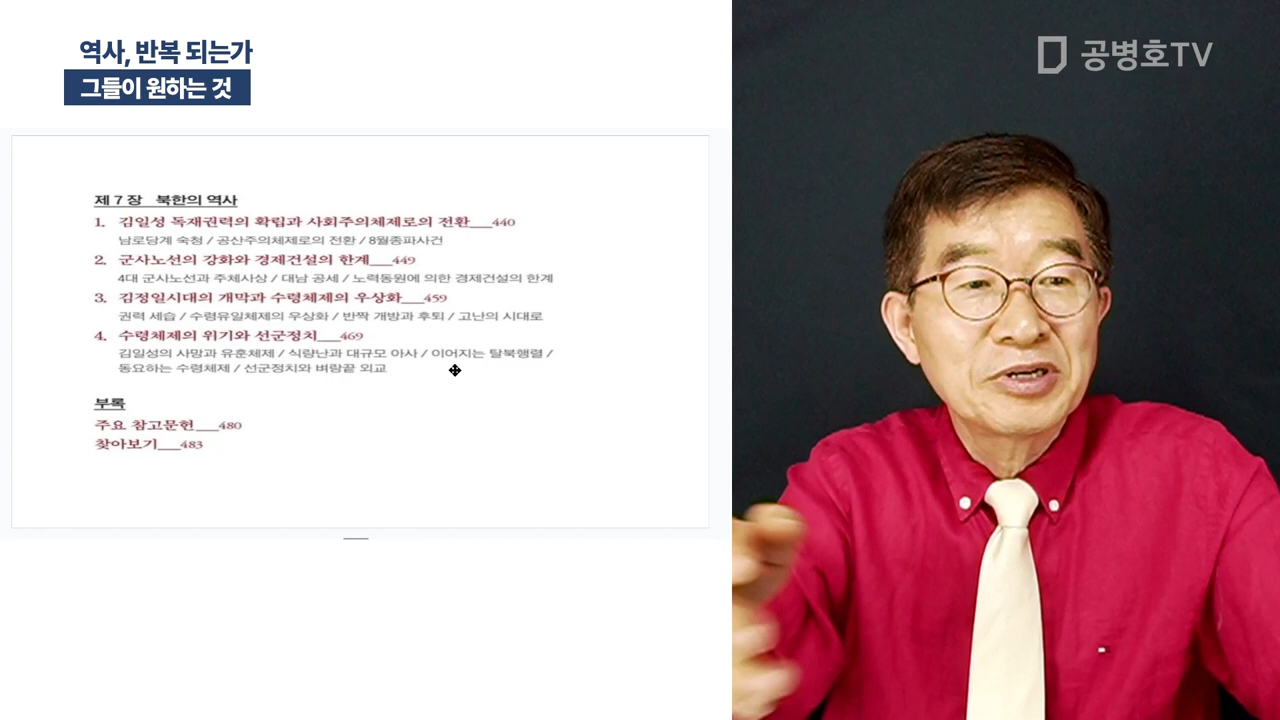 역사, 반복 되는가
그들이 원하는 것
공병호TV
제 7 장 북한의 역사
1. 김일성 독재권력의 확립과 사회주의체제로의 전환__440
남로당계 숙청 / 공산주의체제로의 전환 / 8월종파사건
2. 군사노선의 강화와 경제건설의 한계__449
4대 군사노선과 주체사상 / 대남 공세 / 노력동원에 의한 경제건설의 한계
3. 김정일시대의 개막과 수령체제의 우상화__459
권력 세습 / 수령유일체제의 우상화 / 반짝 개방과 후퇴 / 고난의 시대로
4. 수령체제의 위기와 선군정치__469
김일성의 사망과 유훈체제 / 식량난과 대규모 아사 / 이어지는 탈북행렬 /
동요하는 수령체제 / 선군정치와 벼랑끝 외교
부록
주요 참고문헌__480
찾아보기__483